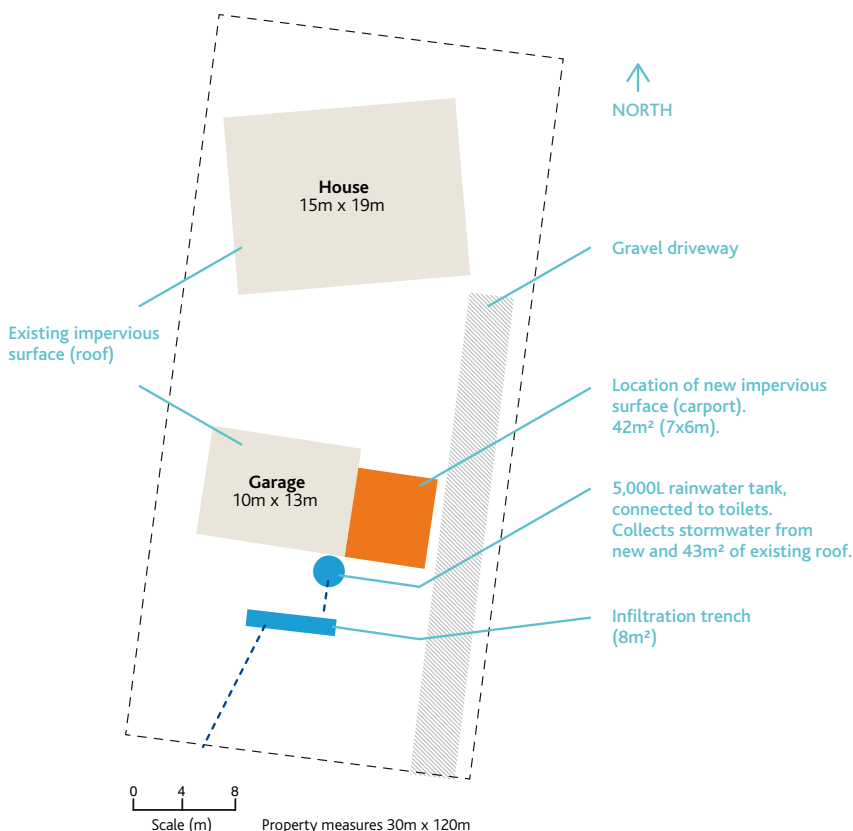 NORTH
House
15m x 19m
Gravel driveway
Existing impervious
surface (roof)
Location of new impervious
surface (carport).
42m² (7x6m).
Garage
10m x 13m
5,000L rainwater tank,
connected to toilets.
Collects stormwater from
new and 43m² of existing roof.
Infiltration trench
(8m²)
0 4 8
Scale (m)
Property measures 30m x 120m